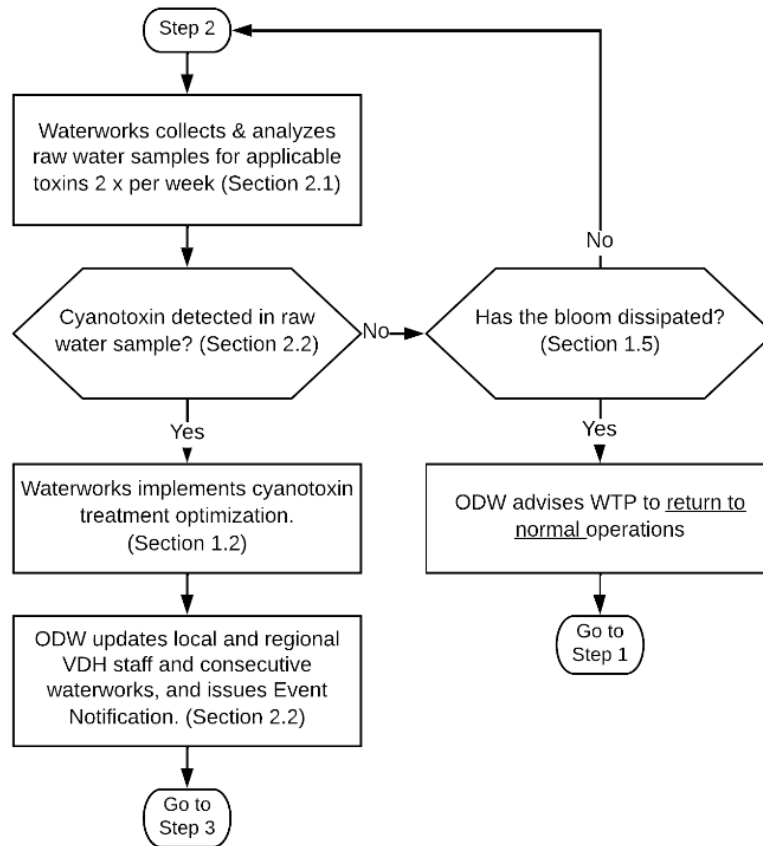 Step 2
Waterworks collects & analyzes
raw water samples for applicable
toxins 2 x per week (Section 2.1)
No
Cyanotoxin detected in raw
water sample? (Section 2.2)
No
Has the bloom dissipated?
(Section 1.5)
Yes
Yes
Waterworks implements cyanotoxin
treatment optimization.
(Section 1.2)
ODW advises WTP to return to
normal operations
ODW updates local and regional
VDH staff and consecutive
waterworks, and issues Event
Notification. (Section 2.2)
Go to
Step 1
Go to
Step 3